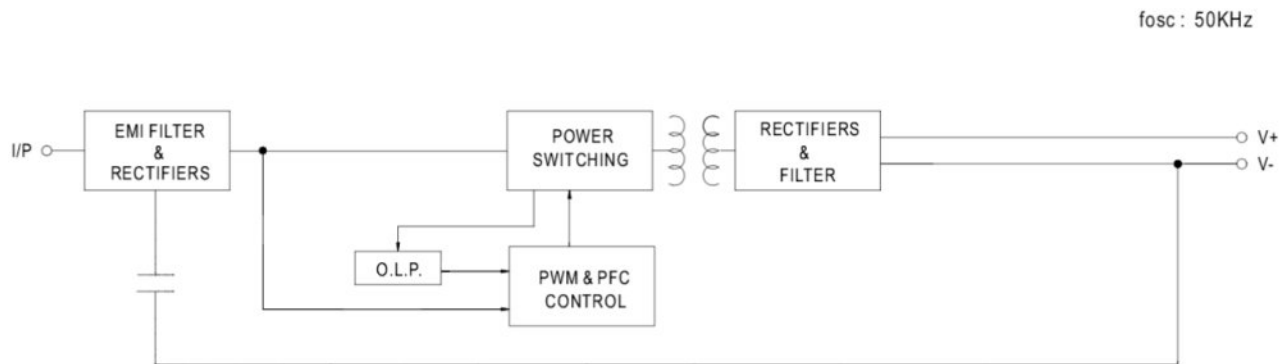 fosc : 50KHz
I/P
EMI FILTER
&
RECTIFIERS
POWER
SWITCHING
RECTIFIERS
&
FILTER
V+
V-
O.L.P.
PWM & PFC
CONTROL